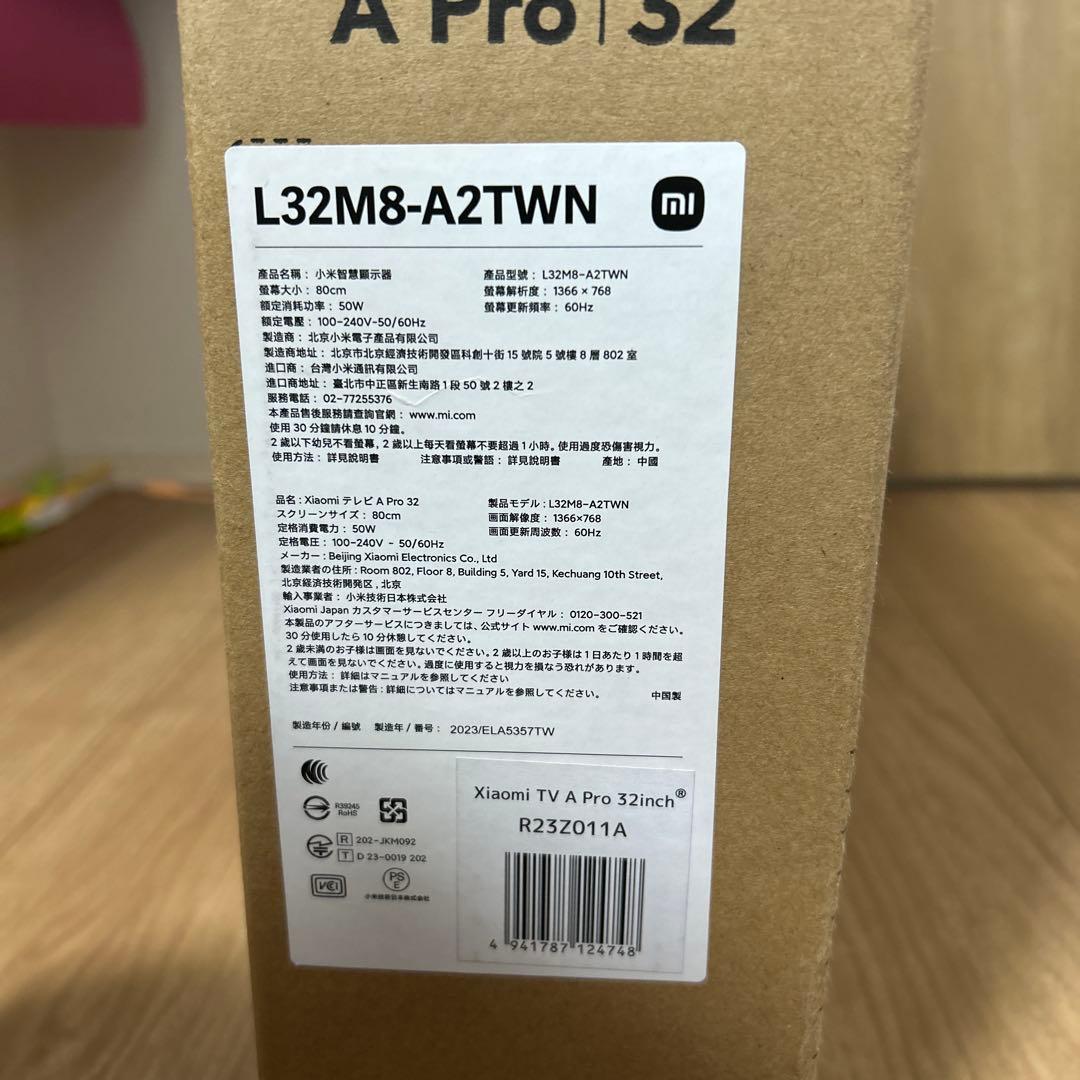 A Pro | 32
L32M8-A2TWN
產品名稱：小米智慧顯示器 產品型號：L32M8-A2TWN
螢幕大小：80cm 螢幕解析度：1366 × 768
額定消耗功率：50W 螢幕更新頻率：60Hz
額定電壓：100-240V~50/60Hz
製造商：北京小米電子產品有限公司
製造商地址：北京市北京經濟技術開發區科創十街 15 號院 5 號樓 8 層 802 室
進口商：台灣小米通訊有限公司
進口商地址：臺北市中正區新生南路 1 段 50 號 2 樓之 2
服務電話：02-77255376
本產品售後服務請查詢官網：www.mi.com
使用 30 分鐘請休息 10 分鐘。
2 歲以下幼兒不看螢幕，2 歲以上每天看螢幕不要超過 1 小時。使用過度恐傷害視力。
使用方法：詳見說明書 注意事項或警語：詳見說明書 產地：中國
品名：Xiaomi テレビ A Pro 32 製品モデル：L32M8-A2TWN
スクリーンサイズ：80cm 画面解像度：1366×768
定格消費電力：50W 画面更新周波数：60Hz
定格電圧：100-240V ~ 50/60Hz
メーカー：Beijing Xiaomi Electronics Co., Ltd
製造業者の住所：Room 802, Floor 8, Building 5, Yard 15, Kechuang 10th Street,
北京経済技術開発区，北京
輸入事業者：小米技術日本株式会社
Xiaomi Japan カスタマーサービスセンター フリーダイヤル：0120-300-521
本製品のアフターサービスにつきましては、公式サイト www.mi.com をご確認ください。
30 分使用したら 10 分休憩してください。
2 歳未満のお子様は画面を見ないでください。2 歳以上のお子様は 1 日あたり 1 時間を超
えて画面を見ないでください。過度に使用すると視力を損なう恐れがあります。
使用方法：詳細はマニュアルを参照してください
注意事項または警告：詳細についてはマニュアルを参照してください。 中国製
製造年份 / 編號 製造年 / 番号：2023/ELA5357TW
R39245
RoHS
R 202-JKM092
T D 23-0019 202
VCI
PS
E
小米技術日本株式会社
Xiaomi TV A Pro 32inch®
R23Z011A
4 941787 124748